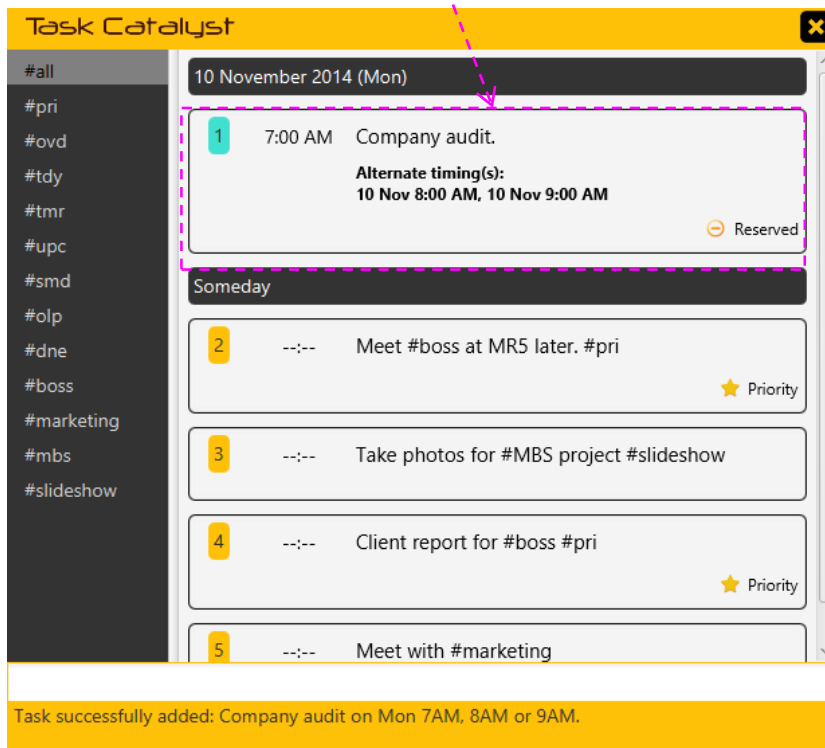 Task Catalyst
#all
#pri
#ovd
#tdy
#tmr
#upc
#smd
#olp
#dne
#boss
#marketing
#mbs
#slideshow
10 November 2014 (Mon)
1 7:00 AM Company audit.
Alternate timing(s):
10 Nov 8:00 AM, 10 Nov 9:00 AM
Reserved
Someday
2 --:-- Meet #boss at MR5 later. #pri
Priority
3 --:-- Take photos for #MBS project #slideshow
4 --:-- Client report for #boss #pri
Priority
5 --:-- Meet with #marketing
Task successfully added: Company audit on Mon 7AM, 8AM or 9AM.